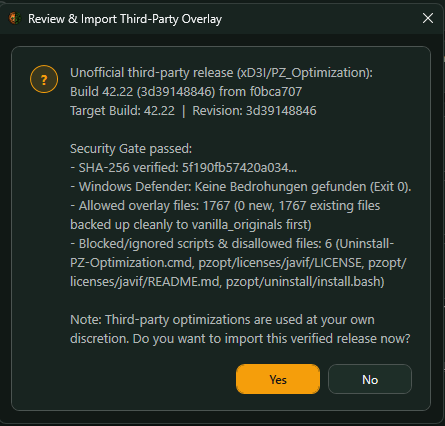 Review & Import Third-Party Overlay
?
Unofficial third-party release (xD3I/PZ_Optimization):
Build 42.22 (3d39148846) from f0bca707
Target Build: 42.22 | Revision: 3d39148846
Security Gate passed:
- SHA-256 verified: 5f190fb57420a034...
- Windows Defender: Keine Bedrohungen gefunden (Exit 0).
- Allowed overlay files: 1767 (0 new, 1767 existing files
backed up cleanly to vanilla_originals first)
- Blocked/ignored scripts & disallowed files: 6 (Uninstall-
PZ-Optimization.cmd, pzopt/licenses/javif/LICENSE, pzopt/
licenses/javif/README.md, pzopt/uninstall/install.bash)
Note: Third-party optimizations are used at your own
discretion. Do you want to import this verified release now?
Yes
No